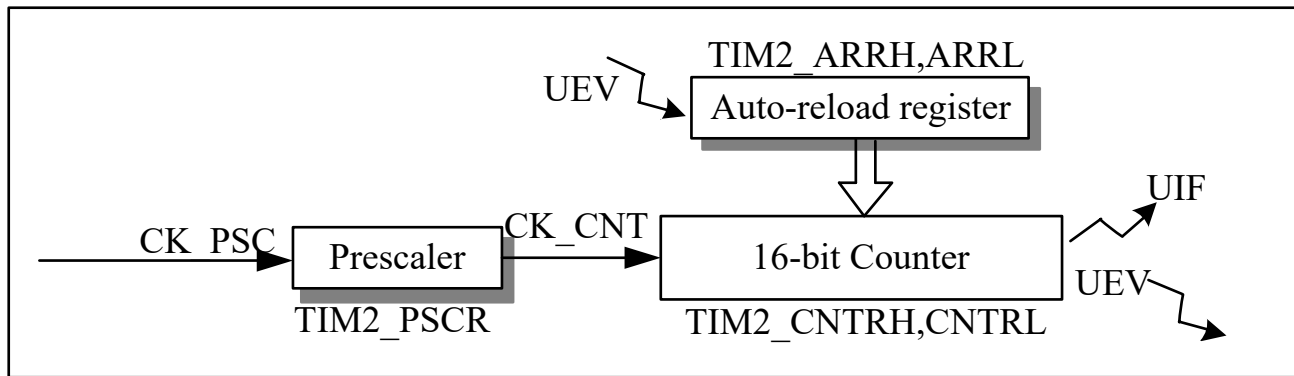 TIM2_ARRH,ARRL
UEV
Auto-reload register
UIF
CK_PSC
CK_CNT
Prescaler
16-bit Counter
UEV
TIM2_PSCR
TIM2_CNTRH,CNTRL